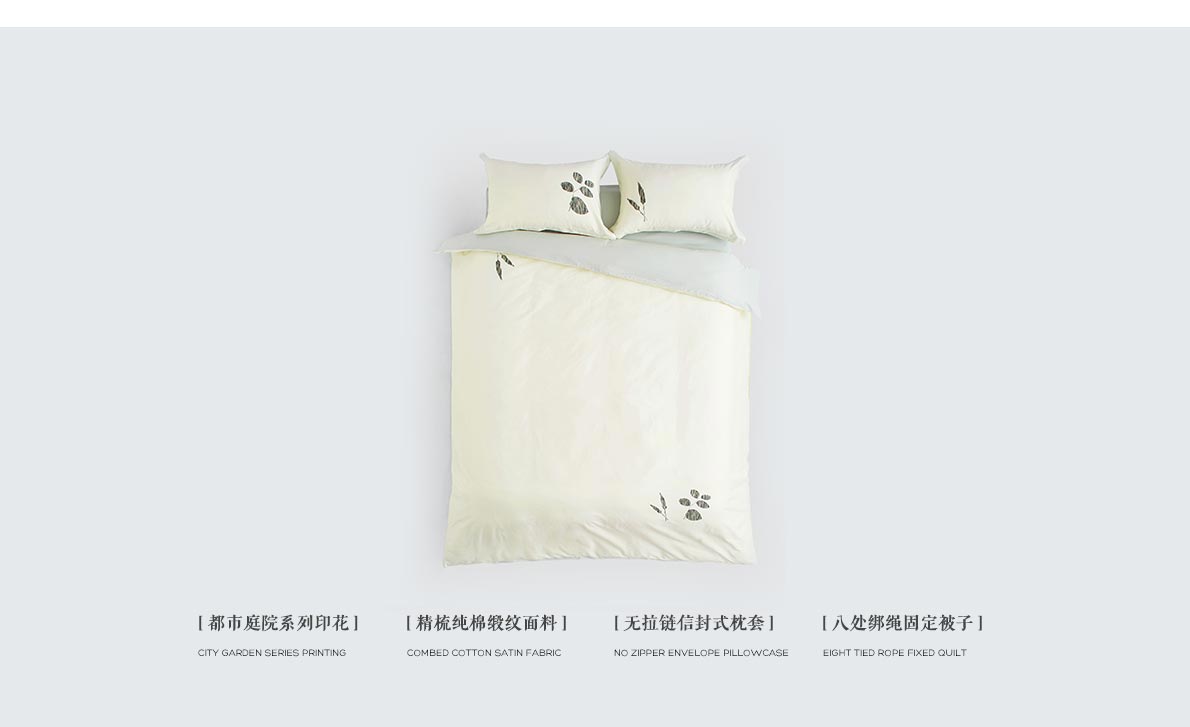 [ 都市庭院系列印花 ] [ 精梳纯棉缎纹面料 ] [ 无拉链信封式枕套 ] [ 八处绑绳固定被子 ]
CITY GARDEN SERIES PRINTING COMBED COTTON SATIN FABRIC NO ZIPPER ENVELOPE PILLOWCASE EIGHT TIED ROPE FIXED QUILT